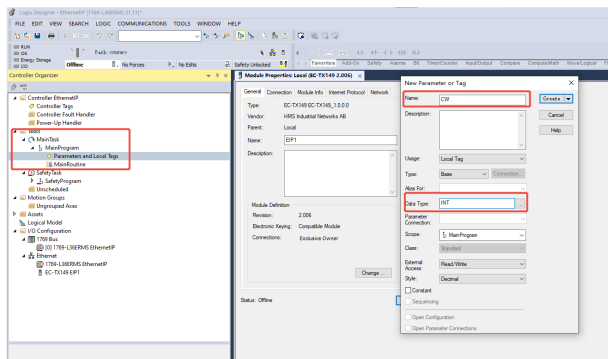 Logix Designer - EthernetIP [1769-L36ERMS 31.11]*
FILE EDIT VIEW SEARCH LOGIC COMMUNICATIONS TOOLS WINDOW HELP
RUN
OK
Energy Storage
I/O
Path: <none>
Offline
No Forces
No Edits
Safety Unlocked
Favorites Add-On Safety Alarms Bit Timer/Counter Input/Output Compare Compute/Math Move/Logical
Controller Organizer
Controller EthernetIP
Controller Tags
Controller Fault Handler
Power-Up Handler
Tasks
MainTask
MainProgram
Parameters and Local Tags
MainRoutine
SafetyTask
SafetyProgram
Unscheduled
Motion Groups
Ungrouped Axes
Assets
Logical Model
I/O Configuration
1769 Bus
[0] 1769-L36ERMS EthernetIP
Ethernet
1769-L36ERMS EthernetIP
EC-TX149 EIP1
Module Properties: Local (EC-TX149 2.006)
General Connection Module Info Internet Protocol Network
Type: EC-TX149 EC-TX149_1.0.0.0
Vendor: HMS Industrial Networks AB
Parent: Local
Name: EIP1
Description:
Module Definition
Revision: 2.006
Electronic Keying: Compatible Module
Connections: Exclusive Owner
Change ...
Status: Offline
New Parameter or Tag
Name: CW
Create
Description:
Cancel
Help
Usage: Local Tag
Type: Base
Connection...
Alias For:
Data Type: INT
...
Parameter Connection:
Scope: MainProgram
Class: Standard
External Access: Read/Write
Style: Decimal
Constant
Sequencing
Open Configuration
Open Parameter Connections